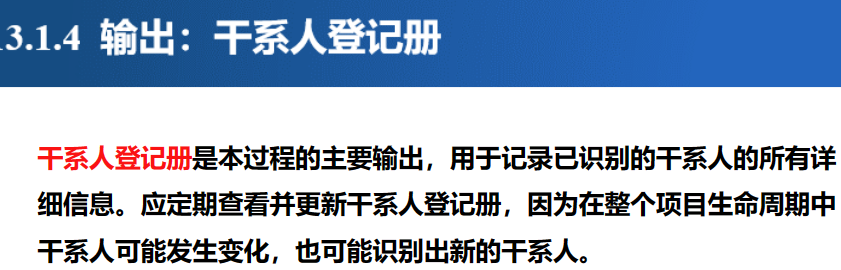 13.1.4 输出：干系人登记册
干系人登记册是本过程的主要输出，用于记录已识别的干系人的所有详
细信息。应定期查看并更新干系人登记册，因为在整个项目生命周期中
干系人可能发生变化，也可能识别出新的干系人。